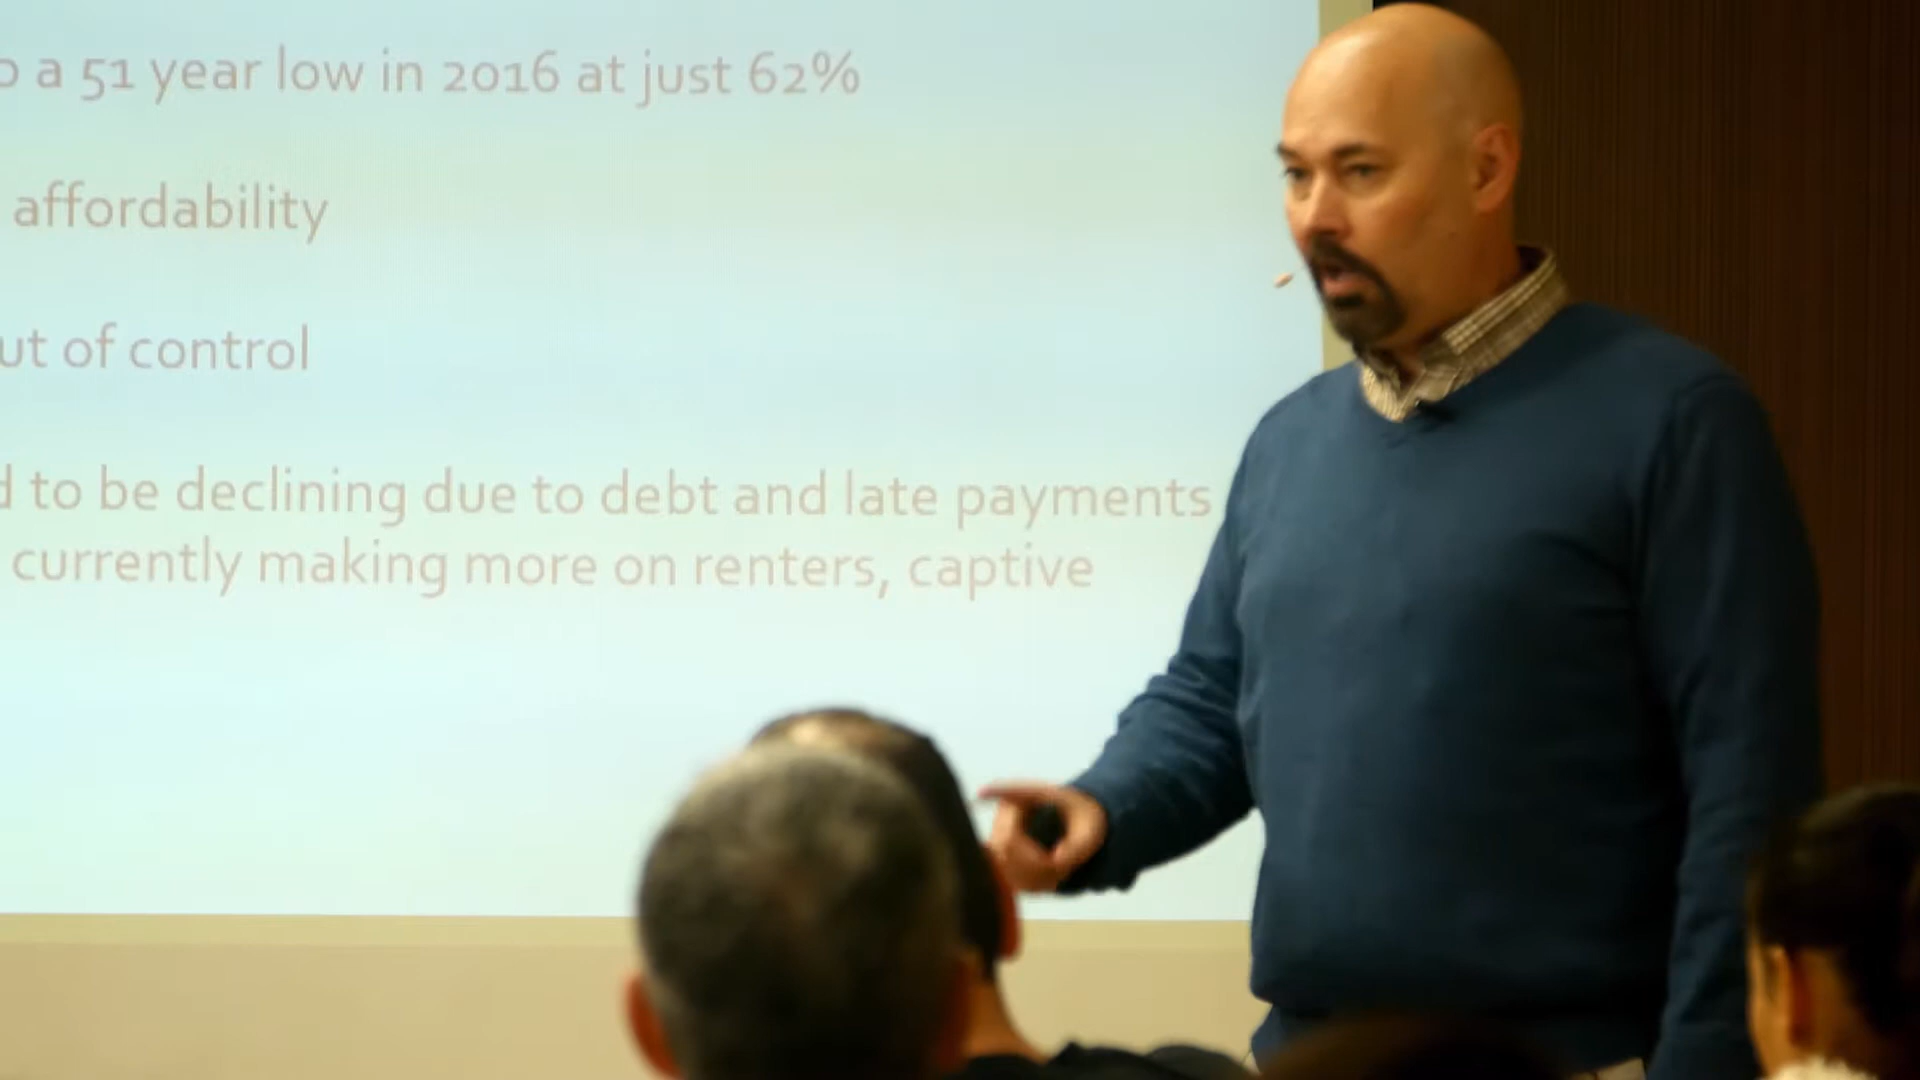 a 51 year low in 2016 at just 62%
affordability
of control
to be declining due to debt and late payments
currently making more on renters, captive